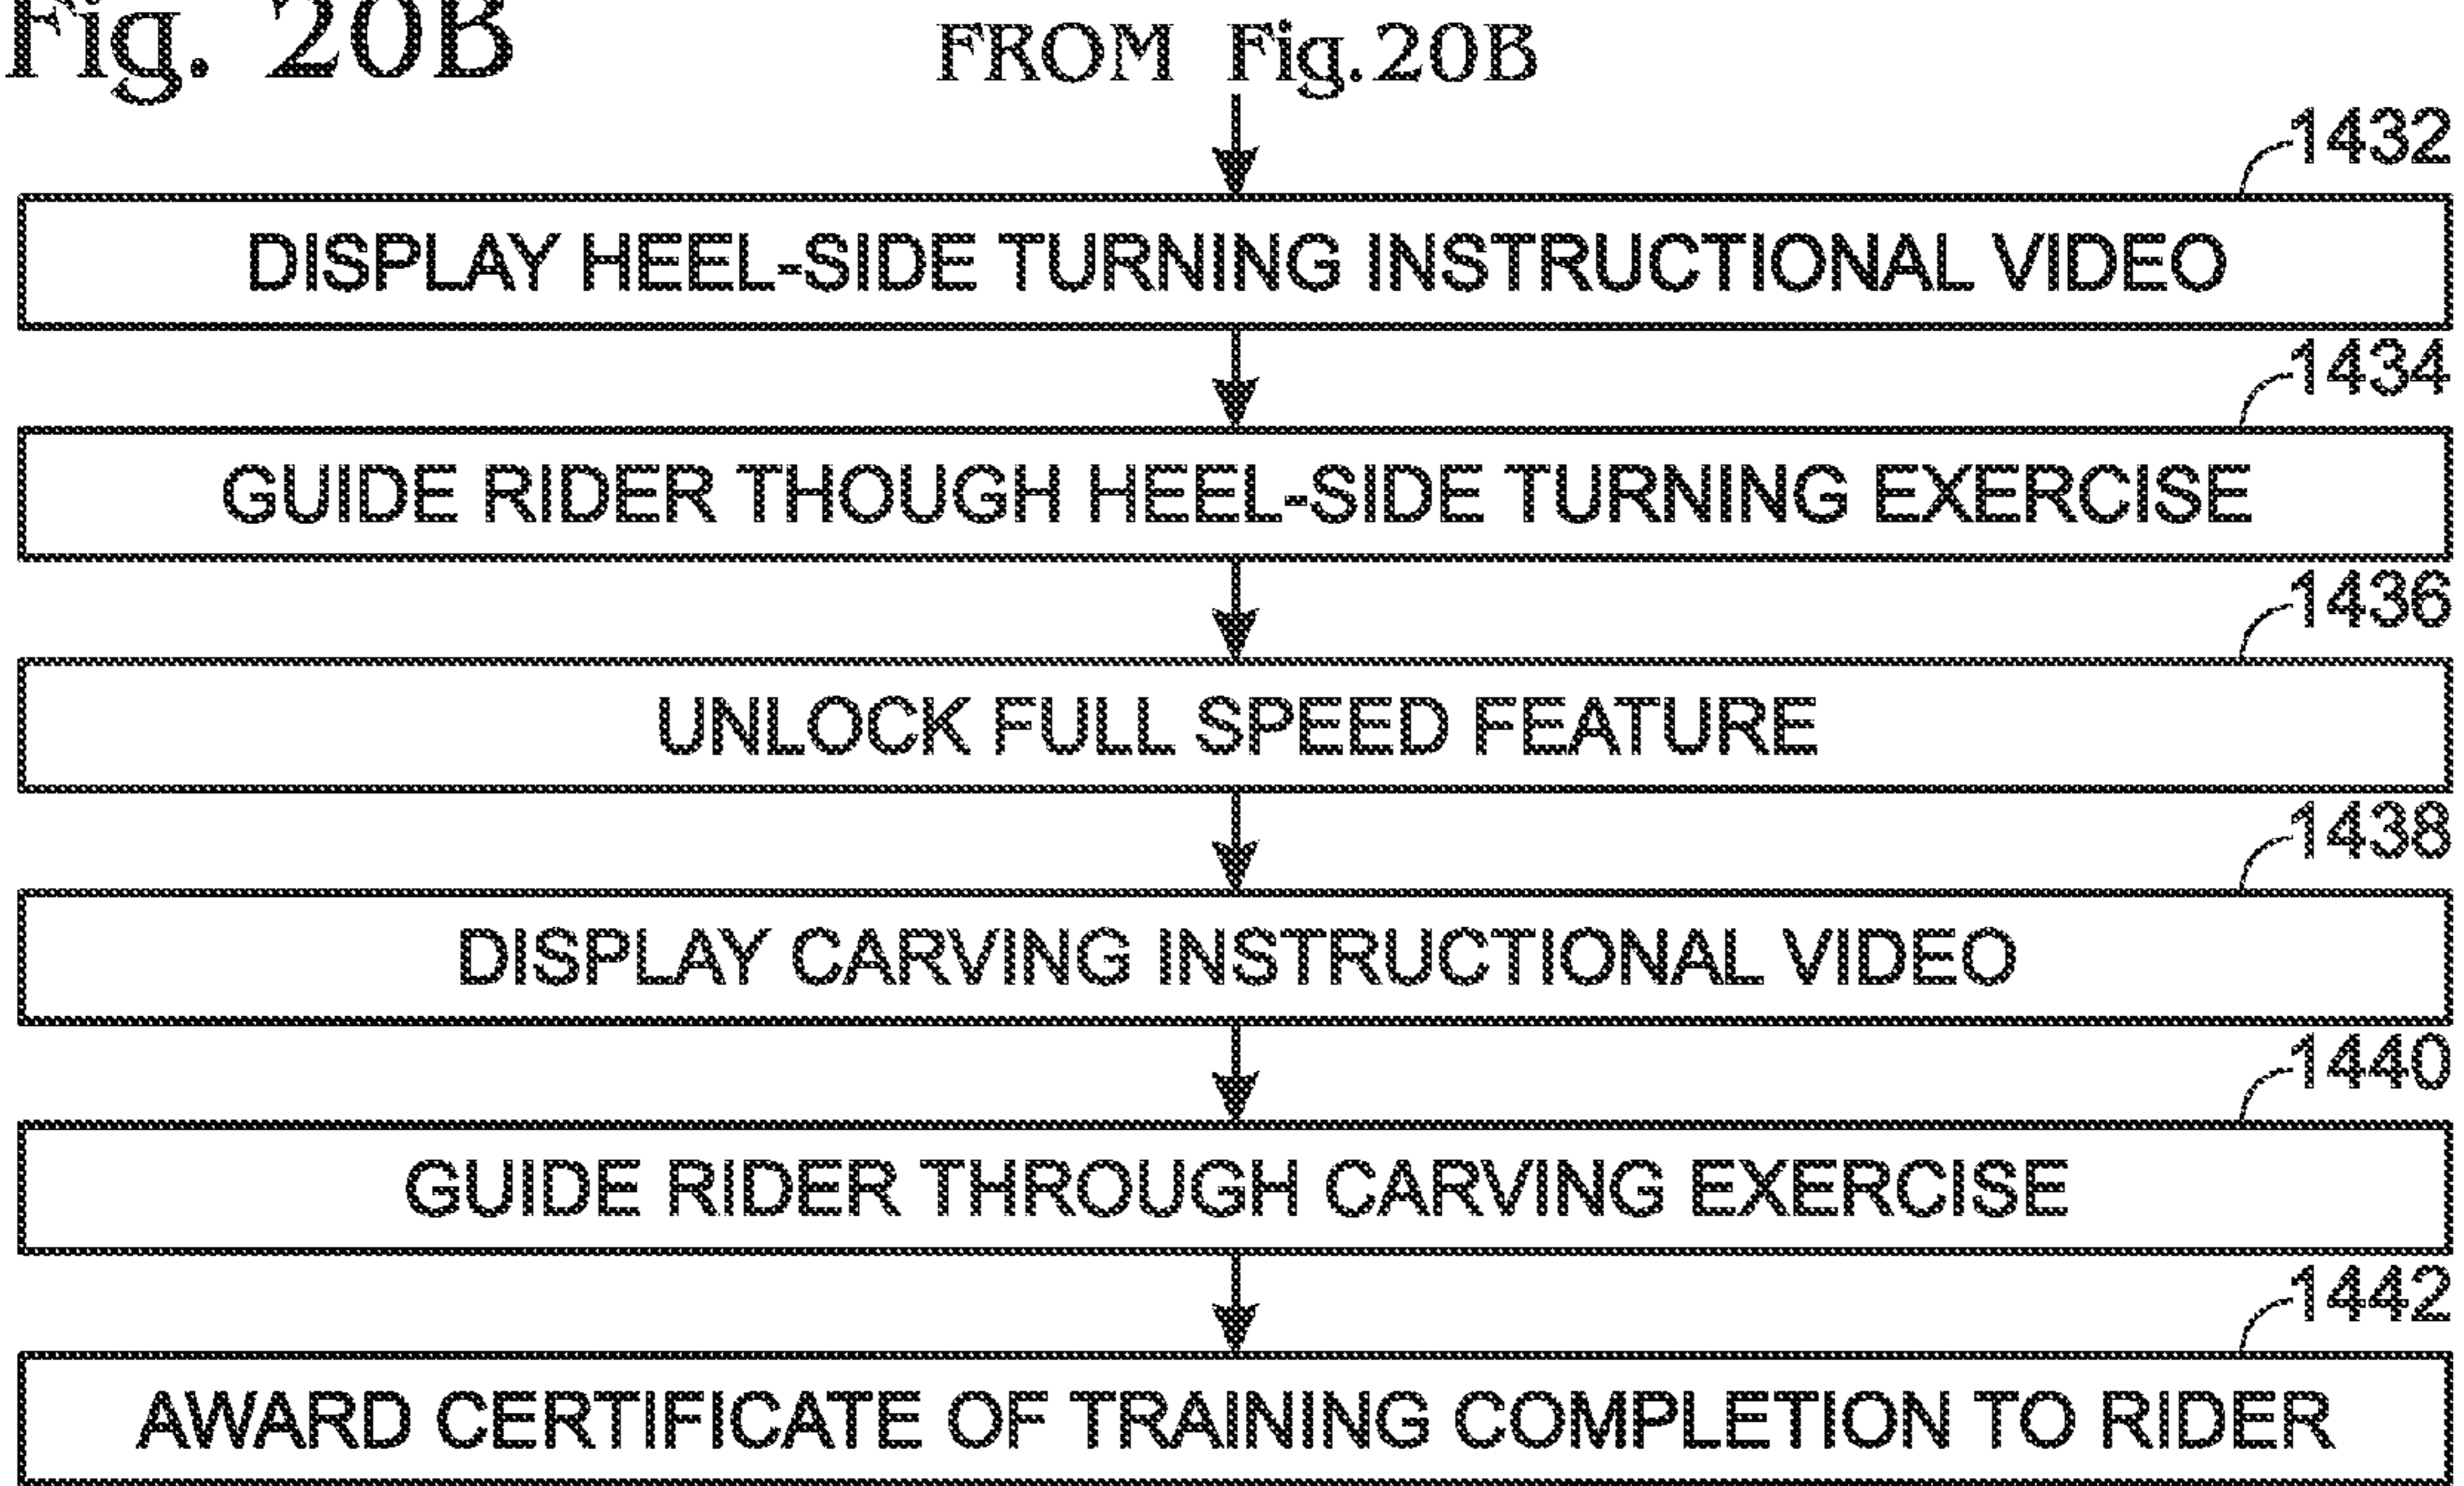 Fig. 20B
FROM Fig.20B
1432
DISPLAY HEEL-SIDE TURNING INSTRUCTIONAL VIDEO
1434
GUIDE RIDER THOUGH HEEL-SIDE TURNING EXERCISE
1436
UNLOCK FULL SPEED FEATURE
1438
DISPLAY CARVING INSTRUCTIONAL VIDEO
1440
GUIDE RIDER THROUGH CARVING EXERCISE
1442
AWARD CERTIFICATE OF TRAINING COMPLETION TO RIDER